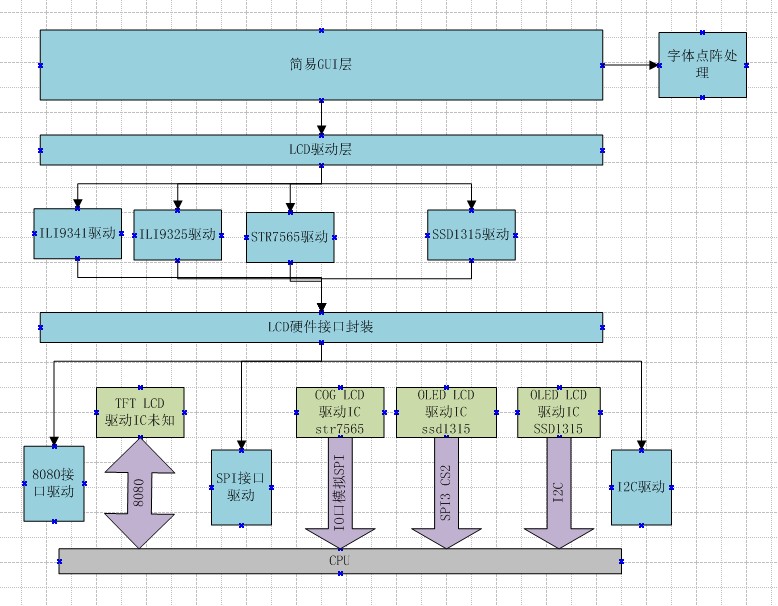 简易GUI层
字体点阵处
理
LCD驱动层
ILI9341驱动
ILI9325驱动
STR7565驱动
SSD1315驱动
LCD硬件接口封装
TFT LCD
驱动IC未知
COG LCD
驱动IC
str7565
OLED LCD
驱动IC
ssd1315
OLED LCD
驱动IC
SSD1315
8080接
口驱动
8080
SPI接口
驱动
IO口模拟SPI
SPI3 CS2
I2C
I2C驱动
CPU